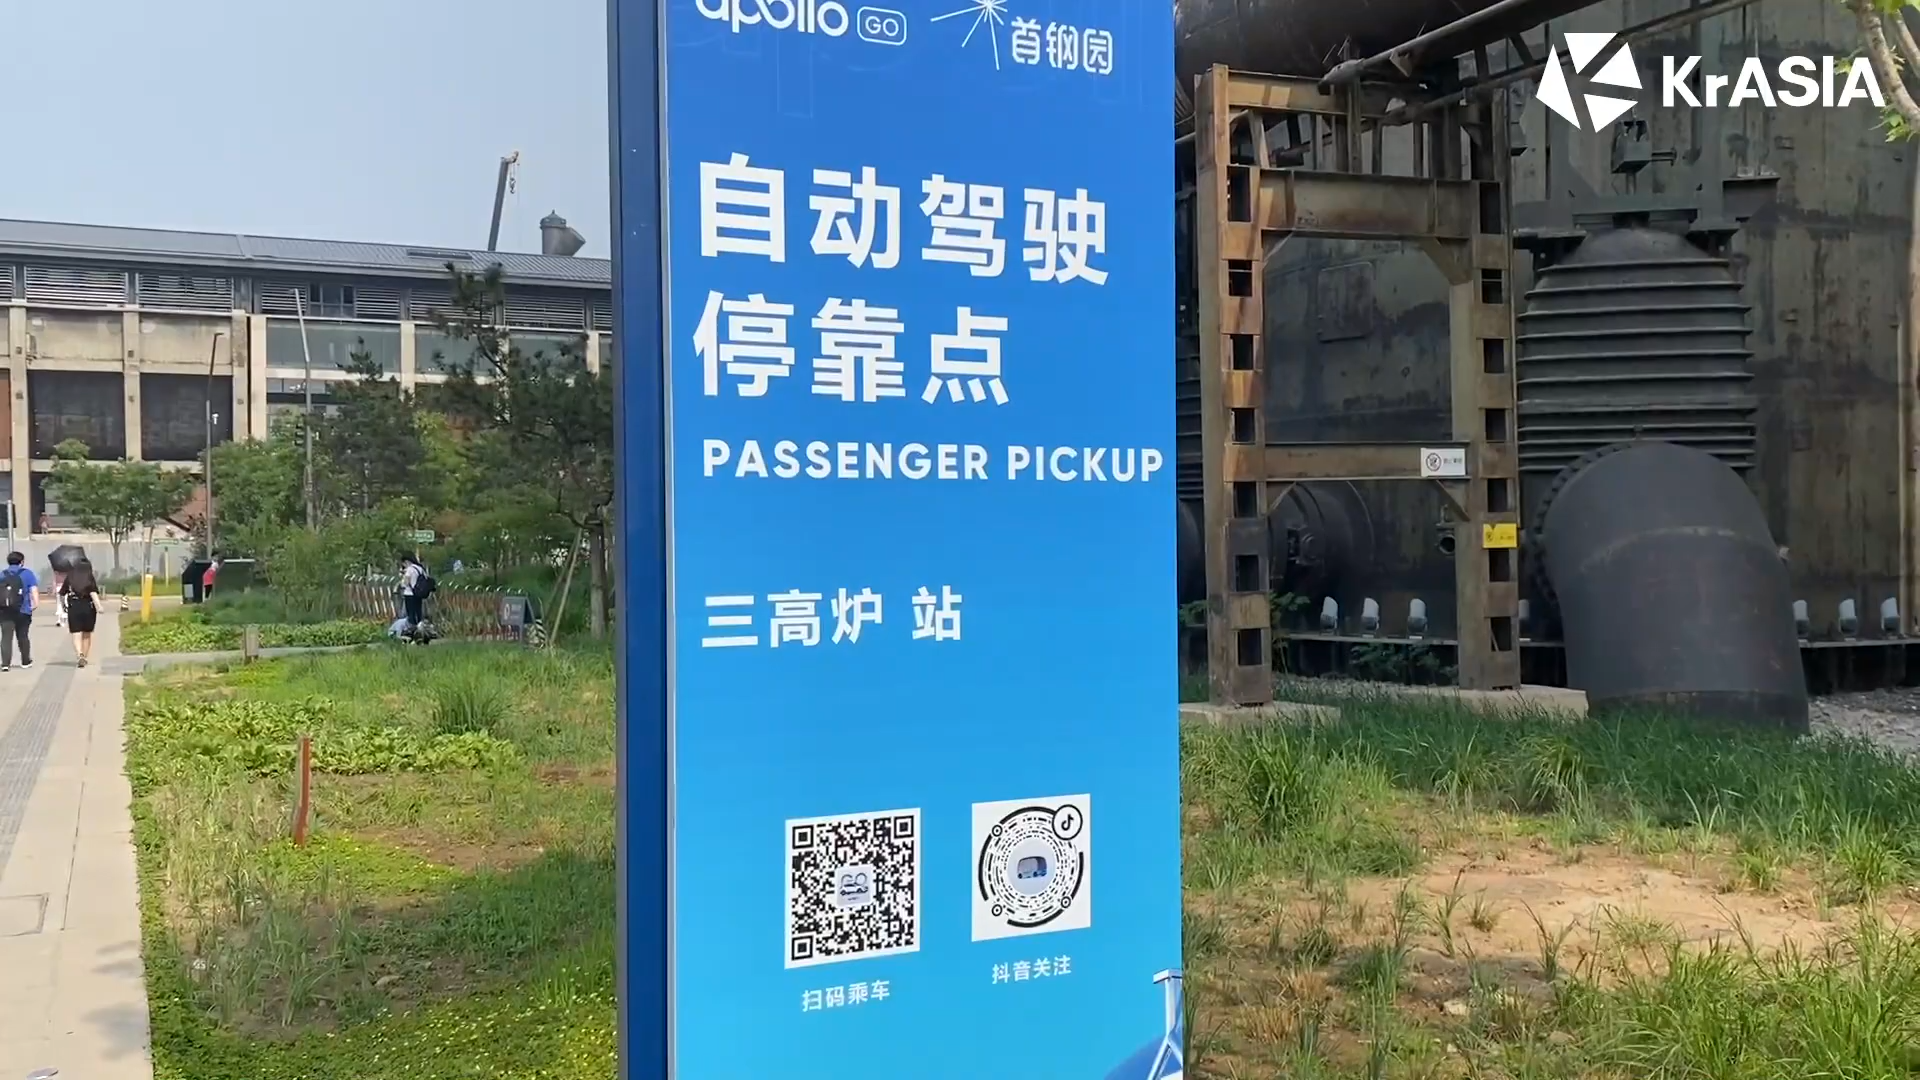 apollo GO 首钢园
KrASIA
自动驾驶
停靠点
PASSENGER PICKUP
三高炉 站
扫码乘车
抖音关注